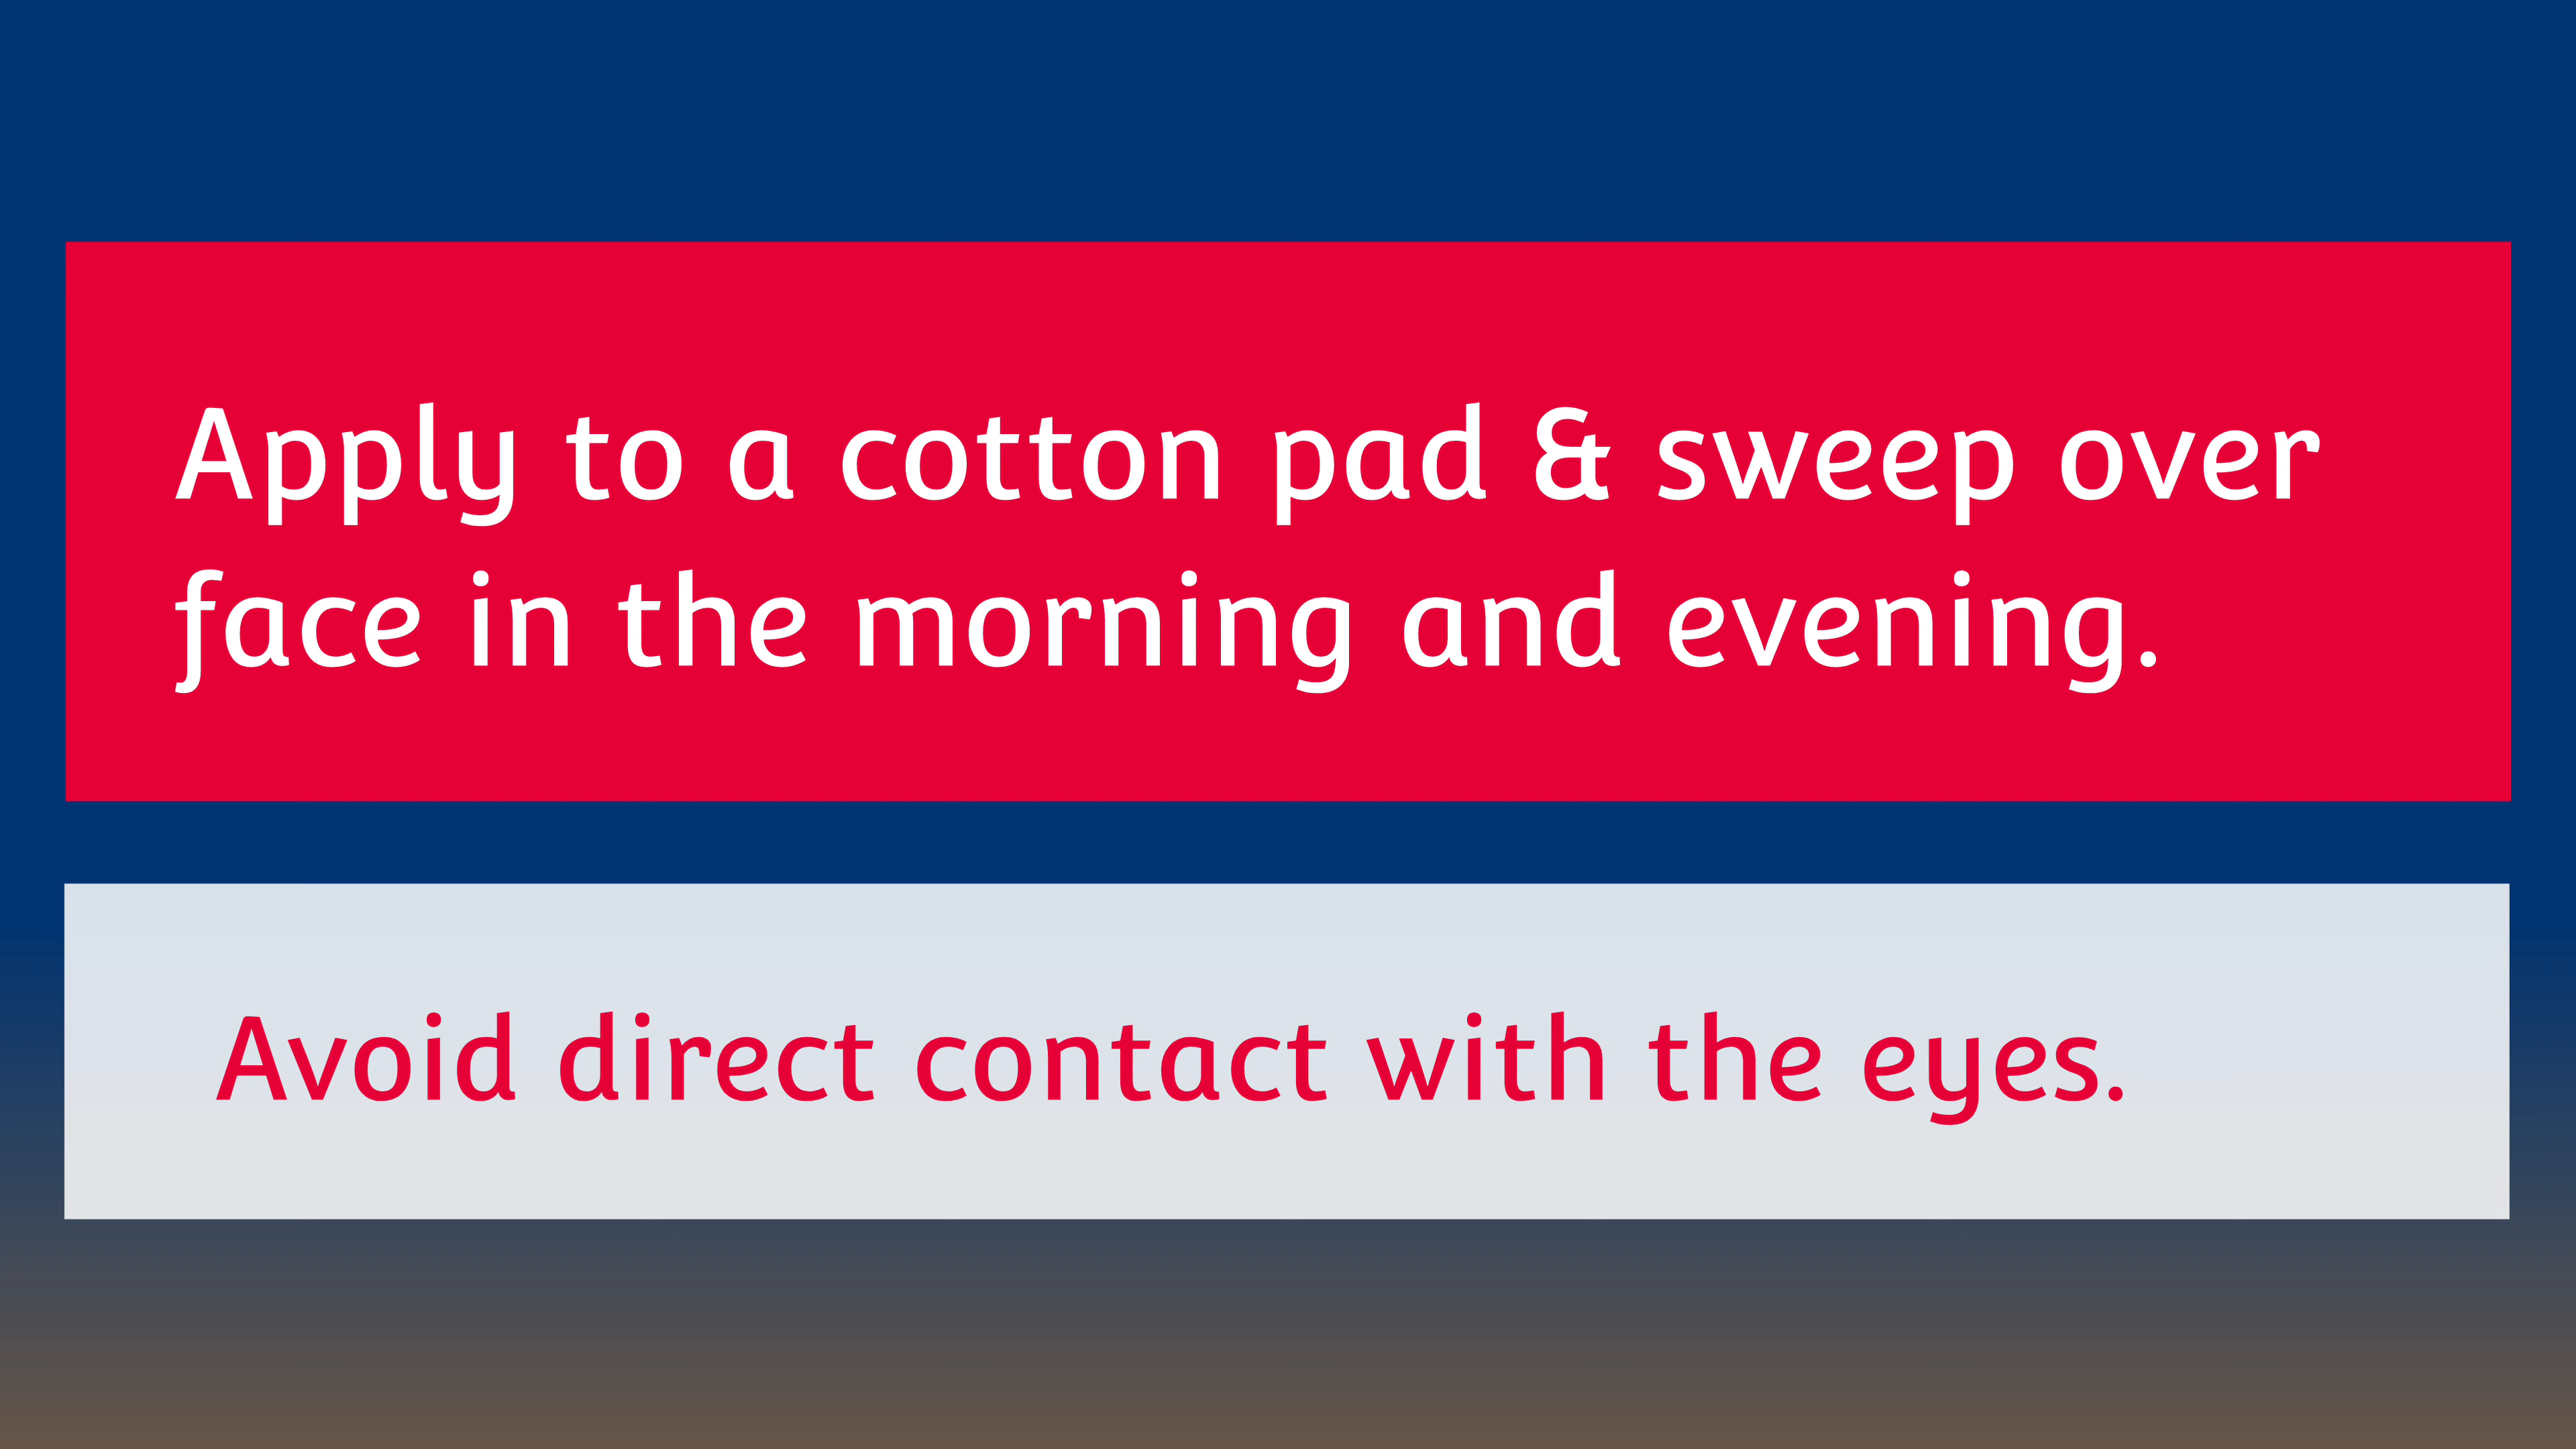 Apply to a cotton pad & sweep over
face in the morning and evening.
Avoid direct contact with the eyes.